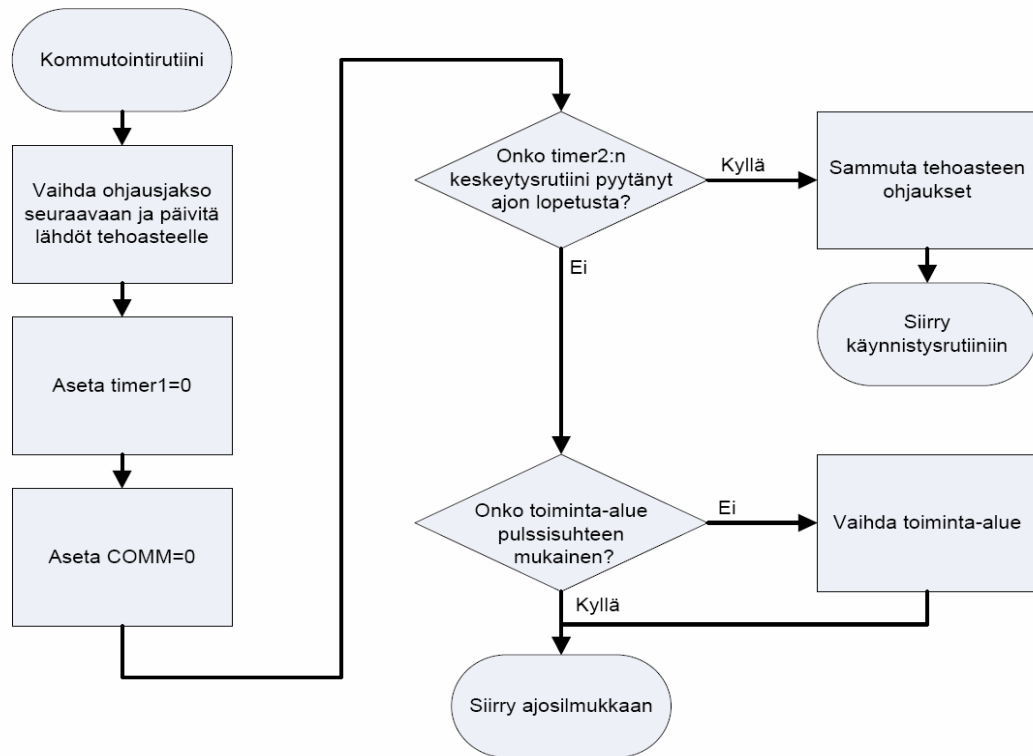 Kommutointirutiini
Vaihda ohjausjakso
seuraavaan ja päivitä
lähdöt tehoasteelle
Aseta timer1=0
Aseta COMM=0
Onko timer2:n
keskeytysrutiini pyytänyt
ajon lopetusta?
Kyllä
Sammuta tehoasteen
ohjaukset
Siirry
käynnistysrutiiniin
Ei
Onko toiminta-alue
pulssisuhteen
mukainen?
Ei
Vaihda toiminta-alue
Kyllä
Siirry ajosilmukkaan